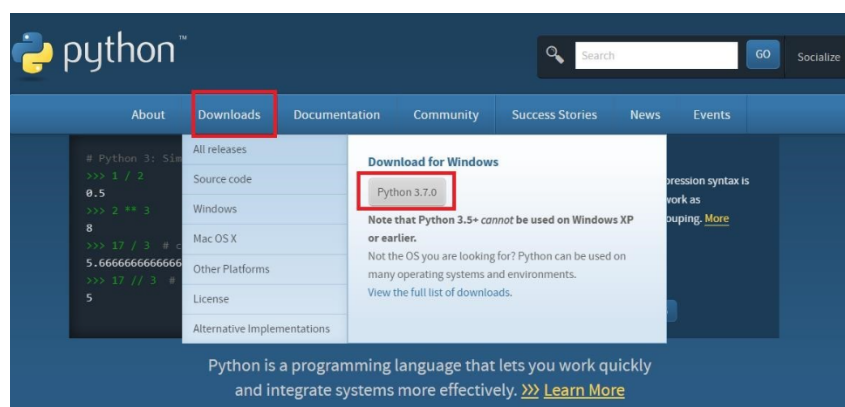 python™
Search
GO
Socialize
About Downloads Documentation Community Success Stories News Events
# Python 3: Sim
>>> 1 / 2
0.5
>>> 2 ** 3
8
>>> 17 / 3 # c
5.6666666666666
>>> 17 // 3 #
5
All releases
Source code
Windows
Mac OS X
Other Platforms
License
Alternative Implementations
Download for Windows
Python 3.7.0
Note that Python 3.5+ cannot be used on Windows XP
or earlier.
Not the OS you are looking for? Python can be used on
many operating systems and environments.
View the full list of downloads.
pression syntax is
ouping. More
Python is a programming language that lets you work quickly
and integrate systems more effectively. >>> Learn More